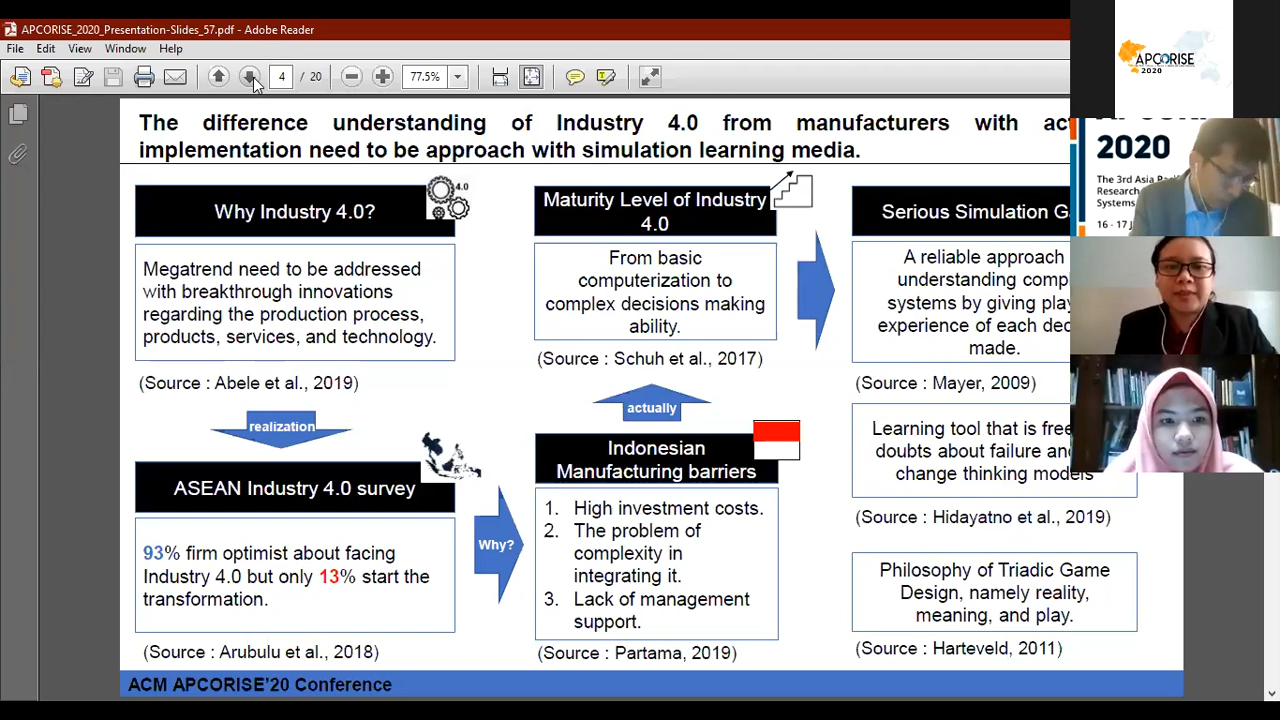 APCORISE_2020_Presentation-Slides_57.pdf - Adobe Reader
File Edit View Window Help
4 / 20 77.5%
The difference understanding of Industry 4.0 from manufacturers with
implementation need to be approach with simulation learning media.
Why Industry 4.0?
4.0
Megatrend need to be addressed
with breakthrough innovations
regarding the production process,
products, services, and technology.
(Source : Abele et al., 2019)
realization
ASEAN Industry 4.0 survey
93% firm optimist about facing
Industry 4.0 but only 13% start the
transformation.
(Source : Arubulu et al., 2018)
Why?
Maturity Level of Industry
4.0
From basic
computerization to
complex decisions making
ability.
(Source : Schuh et al., 2017)
actually
Indonesian
Manufacturing barriers
1. High investment costs.
2. The problem of
complexity in
integrating it.
3. Lack of management
support.
(Source : Partama, 2019)
Serious Simulation
A reliable approach
understanding
systems by giving
experience of each
made.
(Source : Mayer, 2009)
Learning tool that is
doubts about failure
change thinking models
(Source : Hidayatno et al., 2019)
Philosophy of Triadic Game
Design, namely reality,
meaning, and play.
(Source : Harteveld, 2011)
ACM APCORISE'20 Conference
APCORISE
2020
2020
The 3rd Asia
Research
Systems
16 - 17